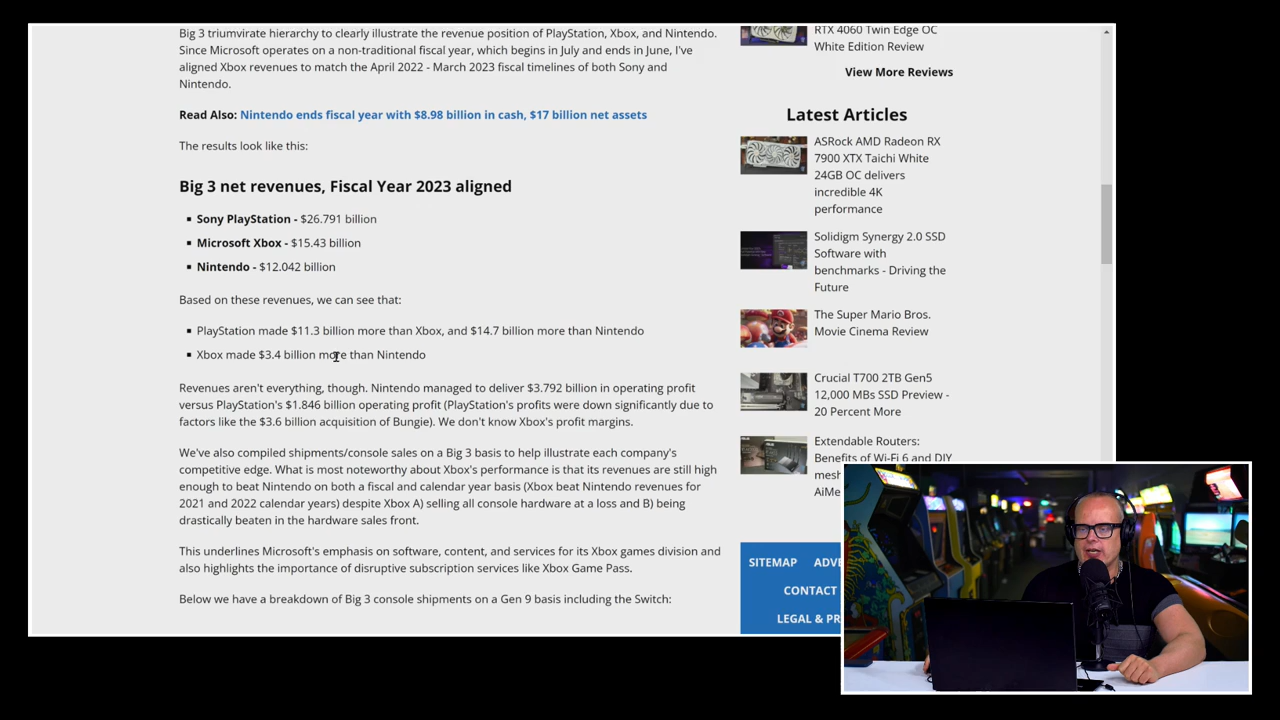 Big 3 triumvirate hierarchy to clearly illustrate the revenue position of PlayStation, Xbox, and Nintendo.
Since Microsoft operates on a non-traditional fiscal year, which begins in July and ends in June, I've
aligned Xbox revenues to match the April 2022 - March 2023 fiscal timelines of both Sony and
Nintendo.
Read Also: Nintendo ends fiscal year with $8.98 billion in cash, $17 billion net assets
The results look like this:
Big 3 net revenues, Fiscal Year 2023 aligned
▪ Sony PlayStation - $26.791 billion
▪ Microsoft Xbox - $15.43 billion
▪ Nintendo - $12.042 billion
Based on these revenues, we can see that:
▪ PlayStation made $11.3 billion more than Xbox, and $14.7 billion more than Nintendo
▪ Xbox made $3.4 billion more than Nintendo
Revenues aren't everything, though. Nintendo managed to deliver $3.792 billion in operating profit
versus PlayStation's $1.846 billion operating profit (PlayStation's profits were down significantly due to
factors like the $3.6 billion acquisition of Bungie). We don't know Xbox's profit margins.
We've also compiled shipments/console sales on a Big 3 basis to help illustrate each company's
competitive edge. What is most noteworthy about Xbox's performance is that its revenues are still high
enough to beat Nintendo on both a fiscal and calendar year basis (Xbox beat Nintendo revenues for
2021 and 2022 calendar years) despite Xbox A) selling all console hardware at a loss and B) being
drastically beaten in the hardware sales front.
This underlines Microsoft's emphasis on software, content, and services for its Xbox games division and
also highlights the importance of disruptive subscription services like Xbox Game Pass.
Below we have a breakdown of Big 3 console shipments on a Gen 9 basis including the Switch:
RTX 4060 Twin Edge OC
White Edition Review
View More Reviews
Latest Articles
ASRock AMD Radeon RX
7900 XTX Taichi White
24GB OC delivers
incredible 4K
performance
Solidigm Synergy 2.0 SSD
Software with
benchmarks - Driving the
Future
The Super Mario Bros.
Movie Cinema Review
Crucial T700 2TB Gen5
12,000 MBs SSD Preview -
20 Percent More
Extendable Routers:
Benefits of Wi-Fi 6 and DIY
mesh
AiMe
SITEMAP ADVE
CONTACT
LEGAL & PR